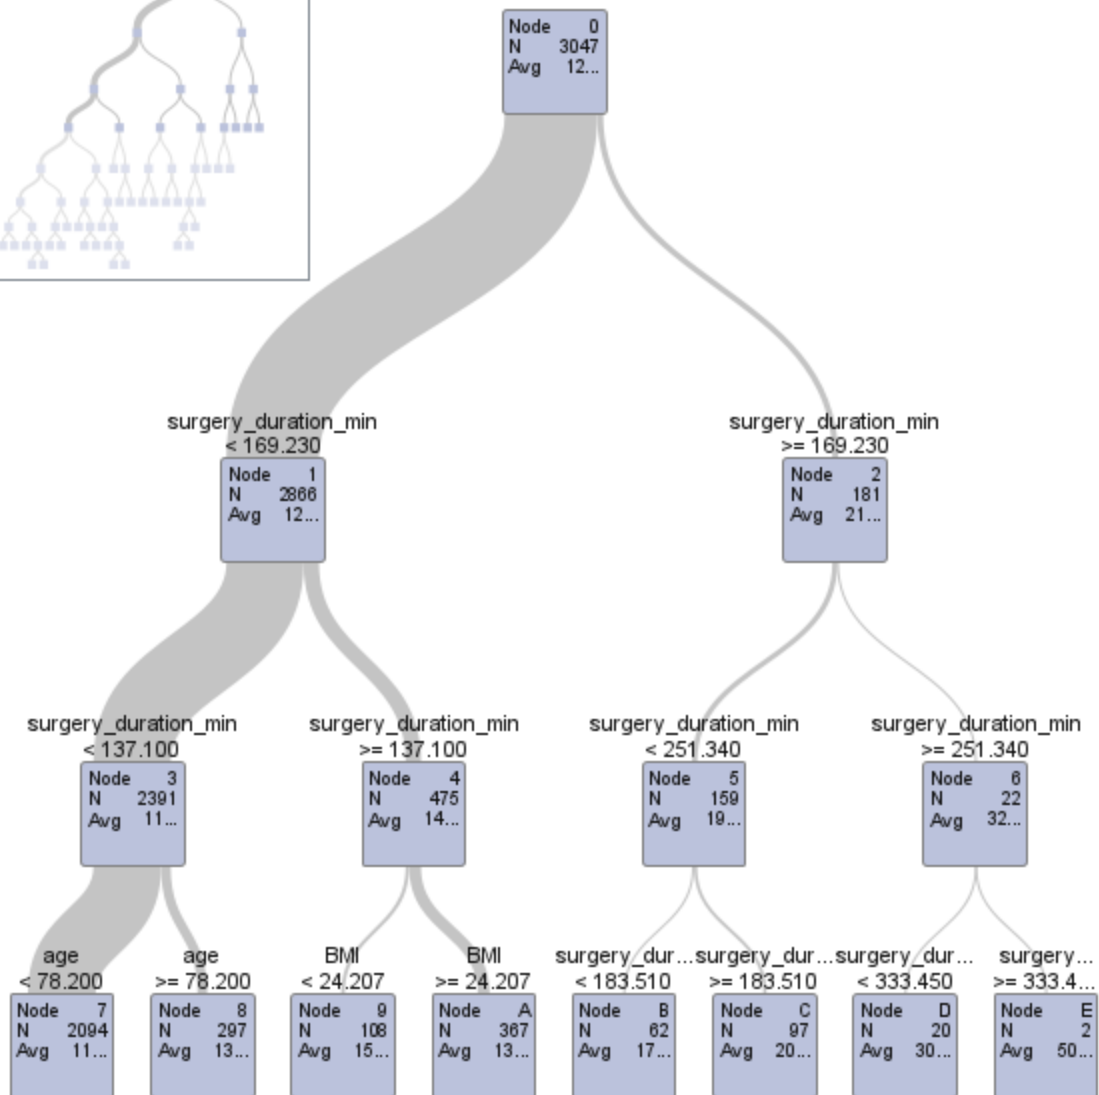 Node 0
N 3047
Avg 12...
surgery_duration_min
< 169.230
Node 1
N 2866
Avg 12...
surgery_duration_min
>= 169.230
Node 2
N 181
Avg 21...
surgery_duration_min
< 137.100
Node 3
N 2391
Avg 11...
surgery_duration_min
>= 137.100
Node 4
N 475
Avg 14...
surgery_duration_min
< 251.340
Node 5
N 159
Avg 19...
surgery_duration_min
>= 251.340
Node 6
N 22
Avg 32...
age
< 78.200
Node 7
N 2094
Avg 11...
age
>= 78.200
Node 8
N 297
Avg 13...
BMI
< 24.207
Node 9
N 108
Avg 15...
BMI
>= 24.207
Node A
N 367
Avg 13...
surgery_dur...
< 183.510
Node B
N 62
Avg 17...
surgery_dur...
>= 183.510
Node C
N 97
Avg 20...
surgery_dur...
< 333.450
Node D
N 20
Avg 30...
surgery...
>= 333.4...
Node E
N 2
Avg 50...